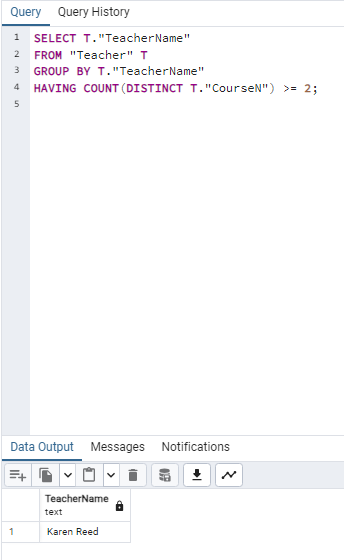 Query Query History
1 SELECT T."TeacherName"
2 FROM "Teacher" T
3 GROUP BY T."TeacherName"
4 HAVING COUNT(DISTINCT T."CourseN") >= 2;
5
Data Output Messages Notifications
TeacherName
text
1 Karen Reed